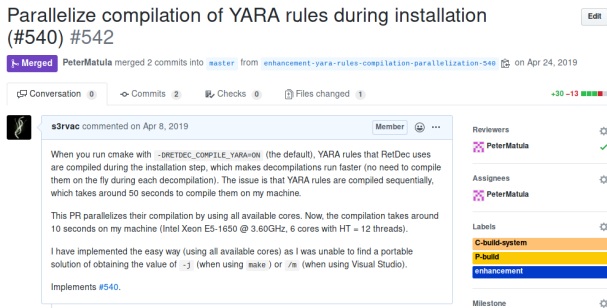 Parallelize compilation of YARA rules during installation
(#540) #542
Edit
Merged PeterMatula merged 2 commits into master from enhancement-yara-rules-compilation-parallelization-540 on Apr 24, 2019
Conversation 0 Commits 2 Checks 0 Files changed 1 +30 −13
s3rvac commented on Apr 8, 2019 Member
When you run cmake with -DRETDEC_COMPILE_YARA=ON (the default), YARA rules that RetDec uses
are compiled during the installation step, which makes decompilations run faster (no need to compile
them on the fly during each decompilation). The issue is that YARA rules are compiled sequentially,
which takes around 50 seconds to compile them on my machine.
This PR parallelizes their compilation by using all available cores. Now, the compilation takes around
10 seconds on my machine (Intel Xeon E5-1650 @ 3.60GHz, 6 cores with HT = 12 threads).
I have implemented the easy way (using all available cores) as I was unable to find a portable
solution of obtaining the value of -j (when using make) or /m (when using Visual Studio).
Implements #540.
Reviewers
PeterMatula
Assignees
PeterMatula
Labels
C-build-system
P-build
enhancement
Milestone